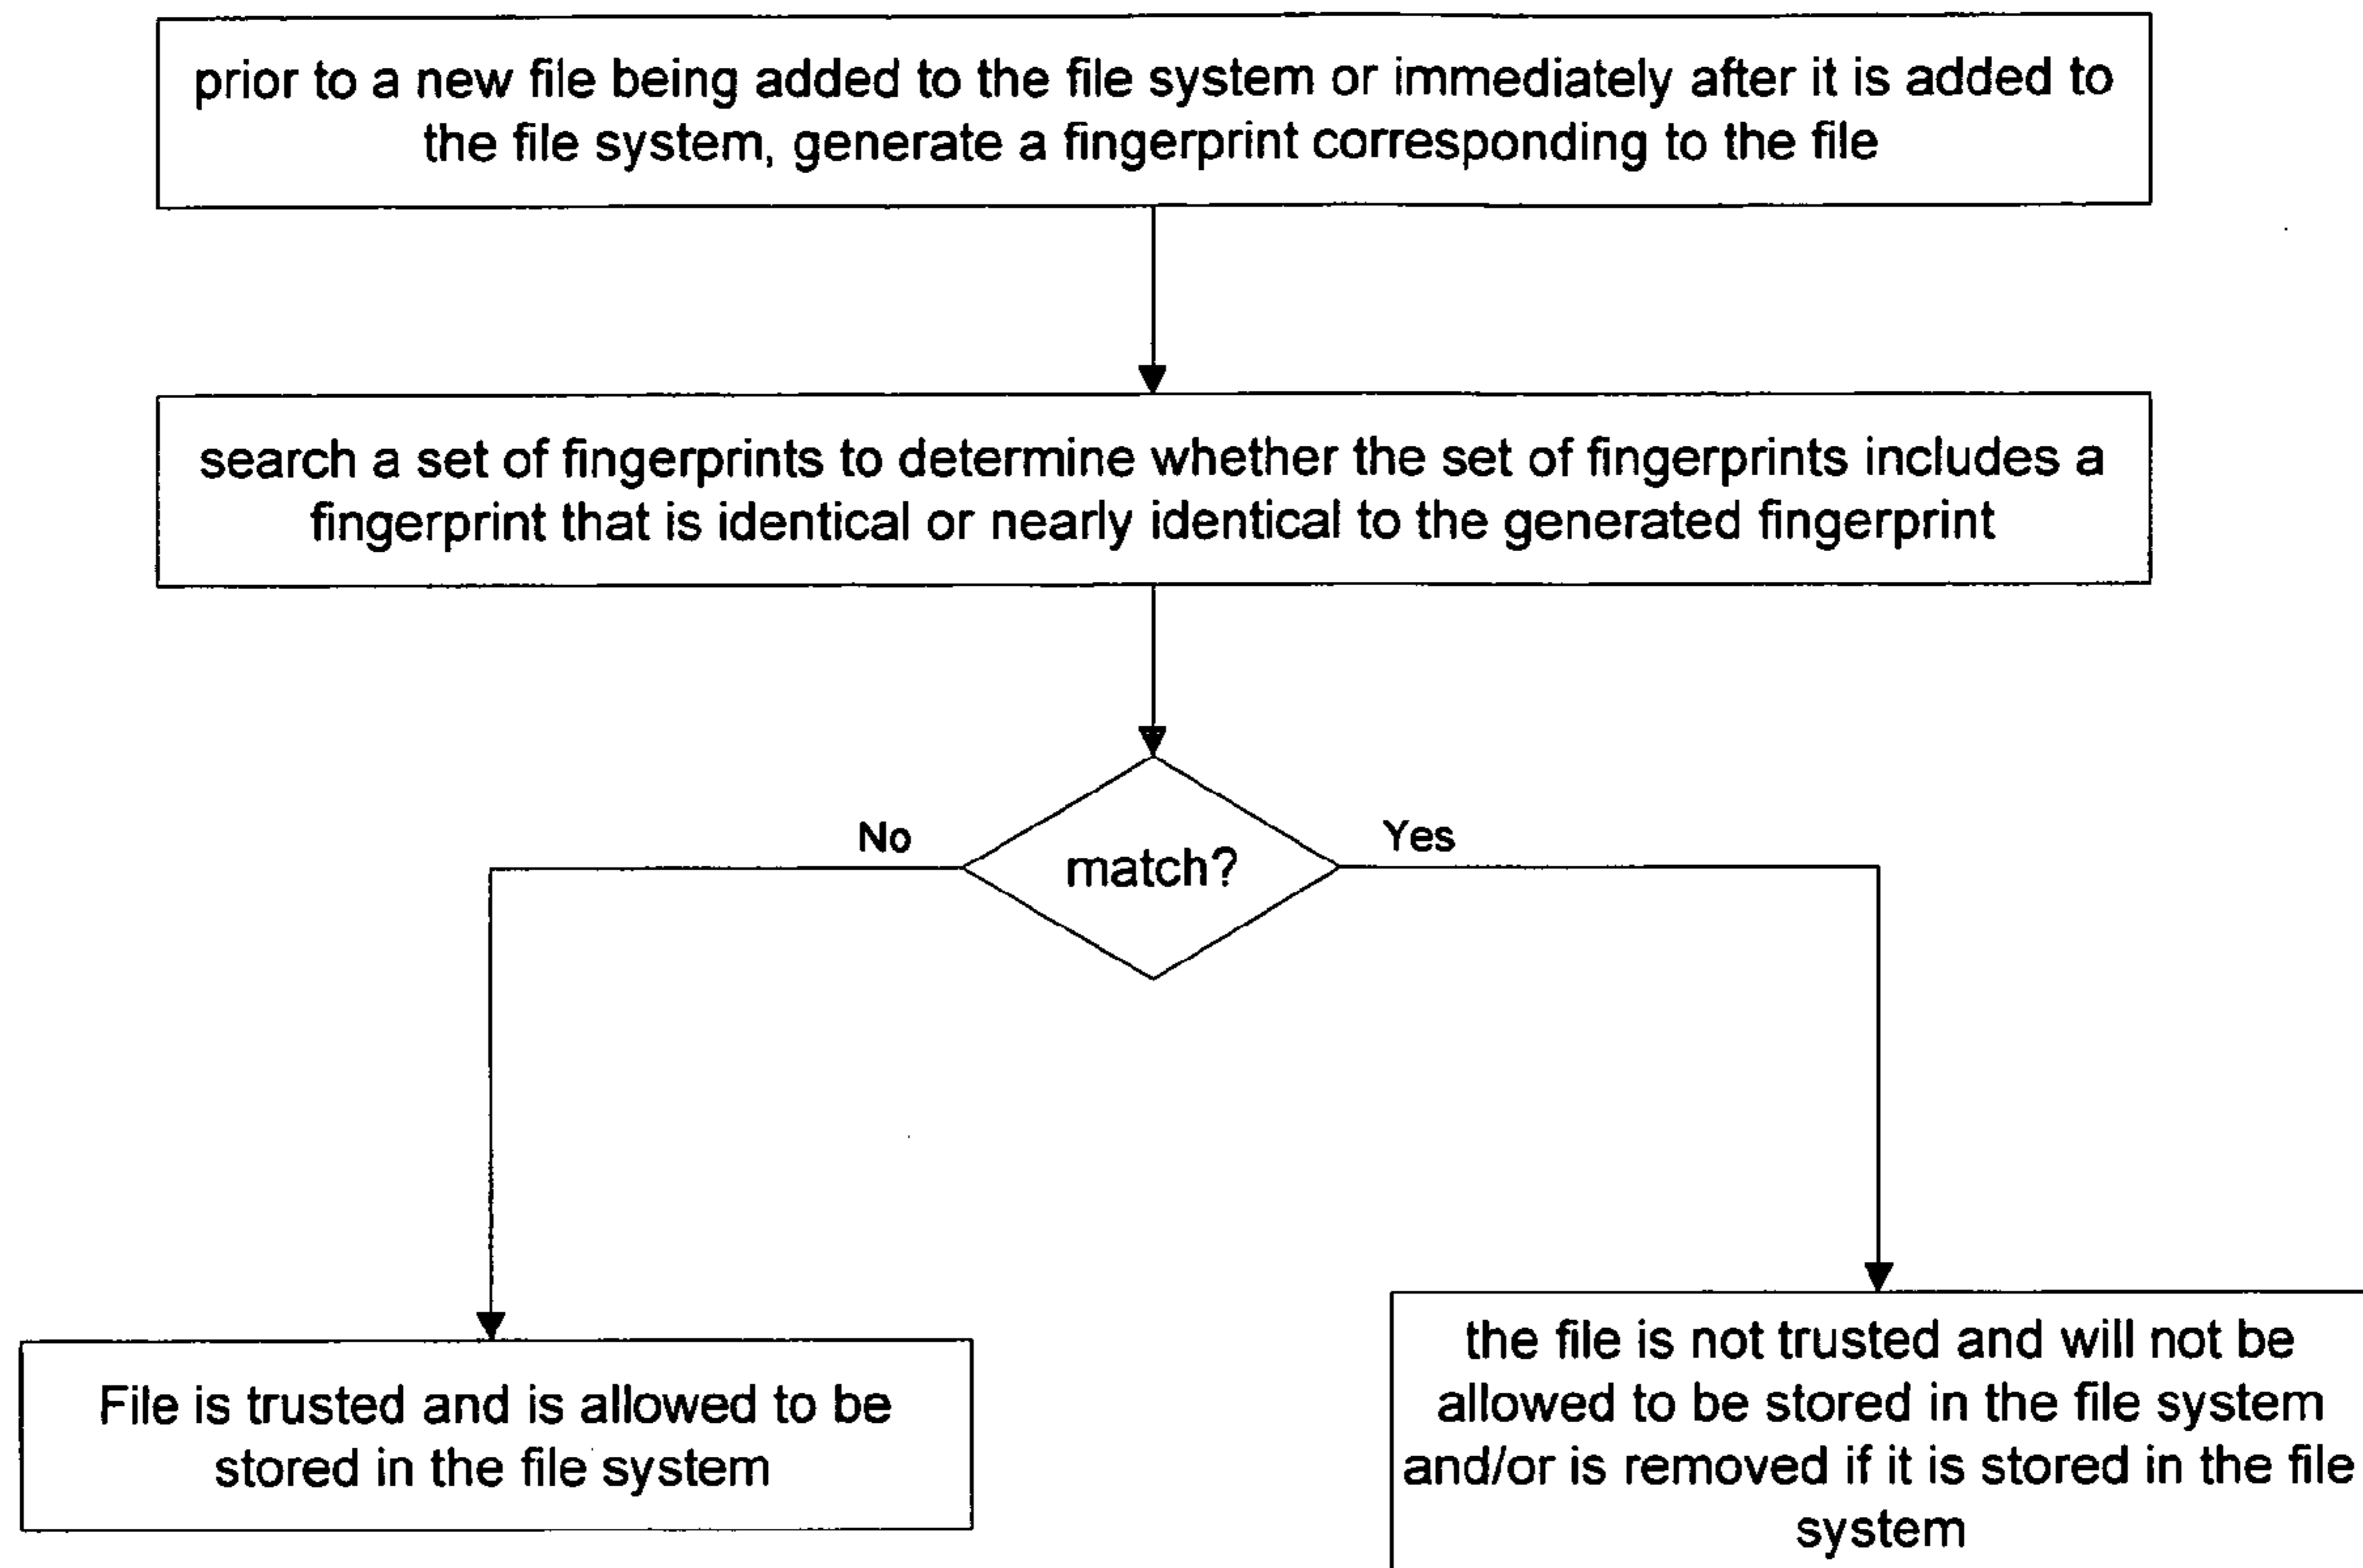 prior to a new file being added to the file system or immediately after it is added to
the file system, generate a fingerprint corresponding to the file
search a set of fingerprints to determine whether the set of fingerprints includes a
fingerprint that is identical or nearly identical to the generated fingerprint
No
match?
Yes
File is trusted and is allowed to be
stored in the file system
the file is not trusted and will not be
allowed to be stored in the file system
and/or is removed if it is stored in the file
system